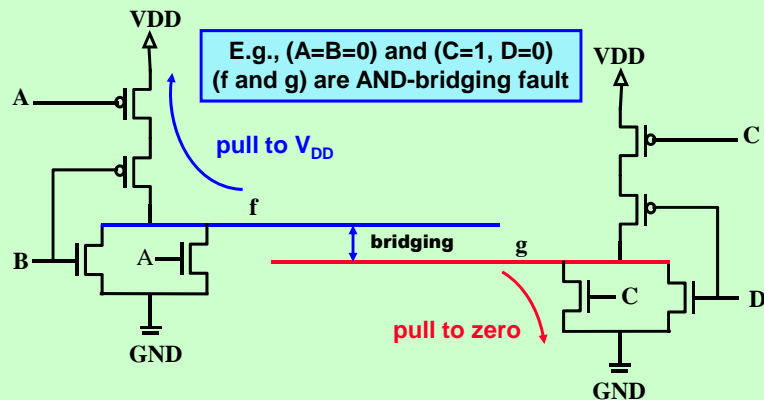 VDD
E.g., (A=B=0) and (C=1, D=0)
(f and g) are AND-bridging fault
VDD
A
pull to VDD
C
f
bridging
g
B
A
C
D
pull to zero
GND
GND